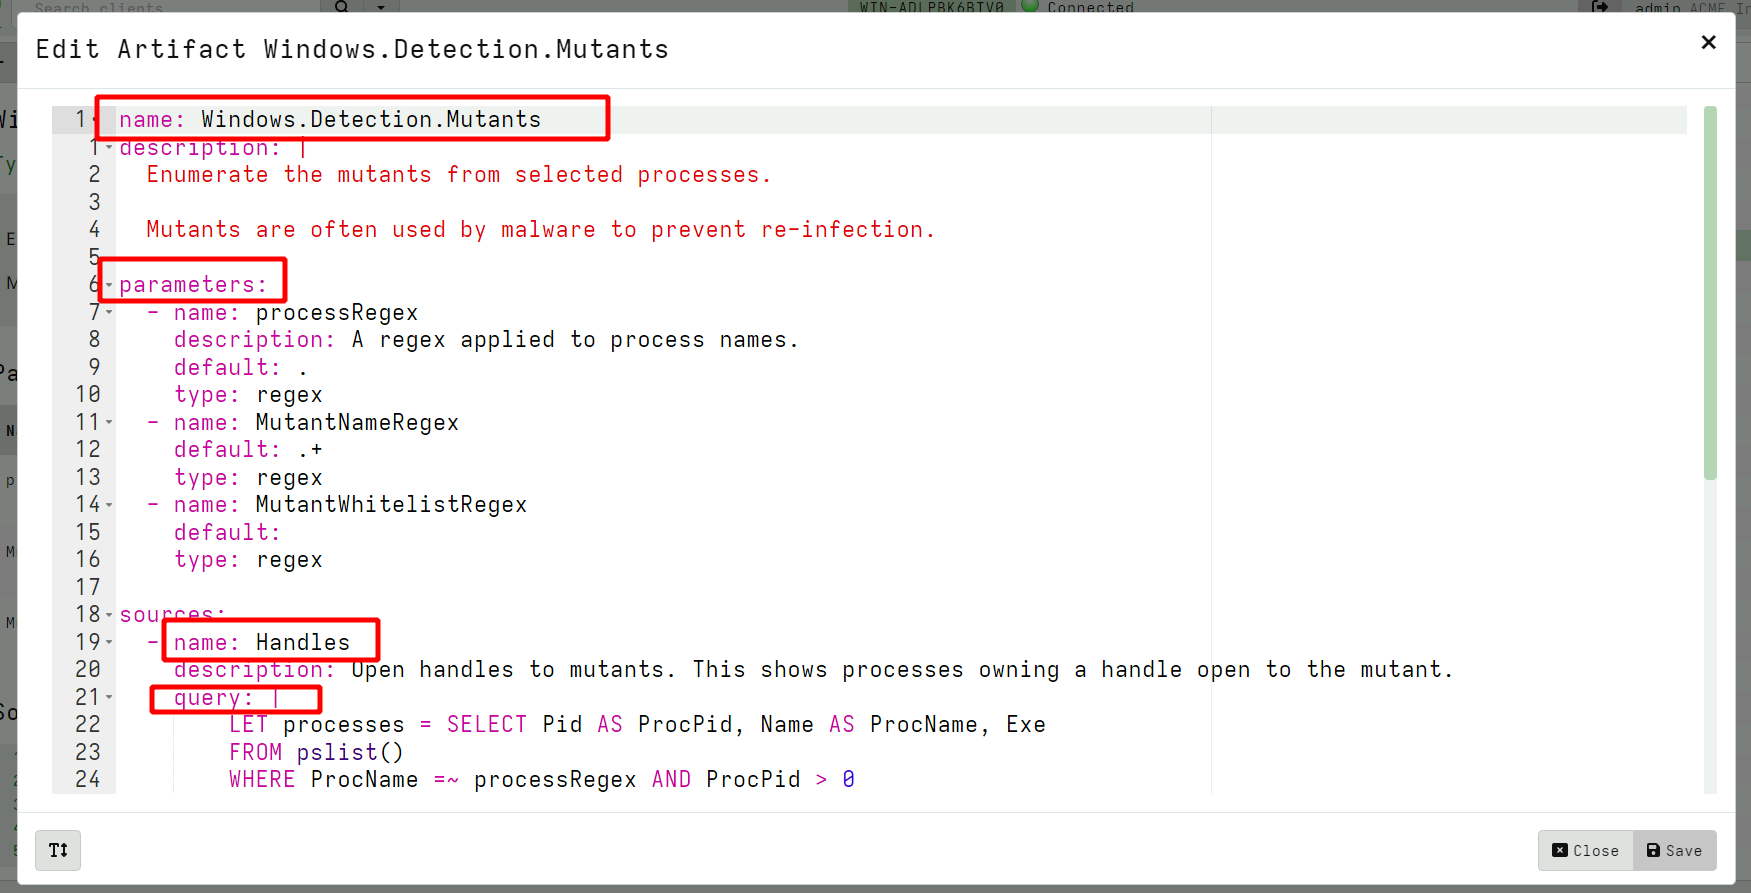 Search clients
WIN-ADLPBK6BTV0 Connected
admin ACME In
Edit Artifact Windows.Detection.Mutants
1 name: Windows.Detection.Mutants
1 description: |
2 Enumerate the mutants from selected processes.
3
4 Mutants are often used by malware to prevent re-infection.
5
6 parameters:
7 - name: processRegex
8 description: A regex applied to process names.
9 default: .
10 type: regex
11 - name: MutantNameRegex
12 default: .+
13 type: regex
14 - name: MutantWhitelistRegex
15 default:
16 type: regex
17
18 sources:
19 - name: Handles
20 description: Open handles to mutants. This shows processes owning a handle open to the mutant.
21 query: |
22 LET processes = SELECT Pid AS ProcPid, Name AS ProcName, Exe
23 FROM pslist()
24 WHERE ProcName =~ processRegex AND ProcPid > 0
Close
Save